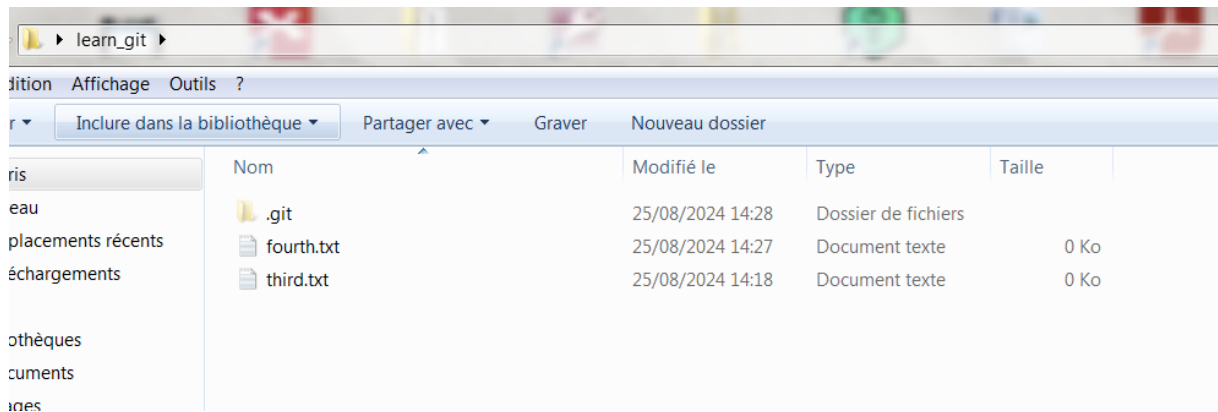 learn_git
dition Affichage Outils ?
r Inclure dans la bibliothèque Partager avec Graver Nouveau dossier
ris
Nom Modifié le Type Taille
eau
.git 25/08/2024 14:28 Dossier de fichiers
placements récents
fourth.txt 25/08/2024 14:27 Document texte 0 Ko
échargements
third.txt 25/08/2024 14:18 Document texte 0 Ko
othèques
cuments
ages